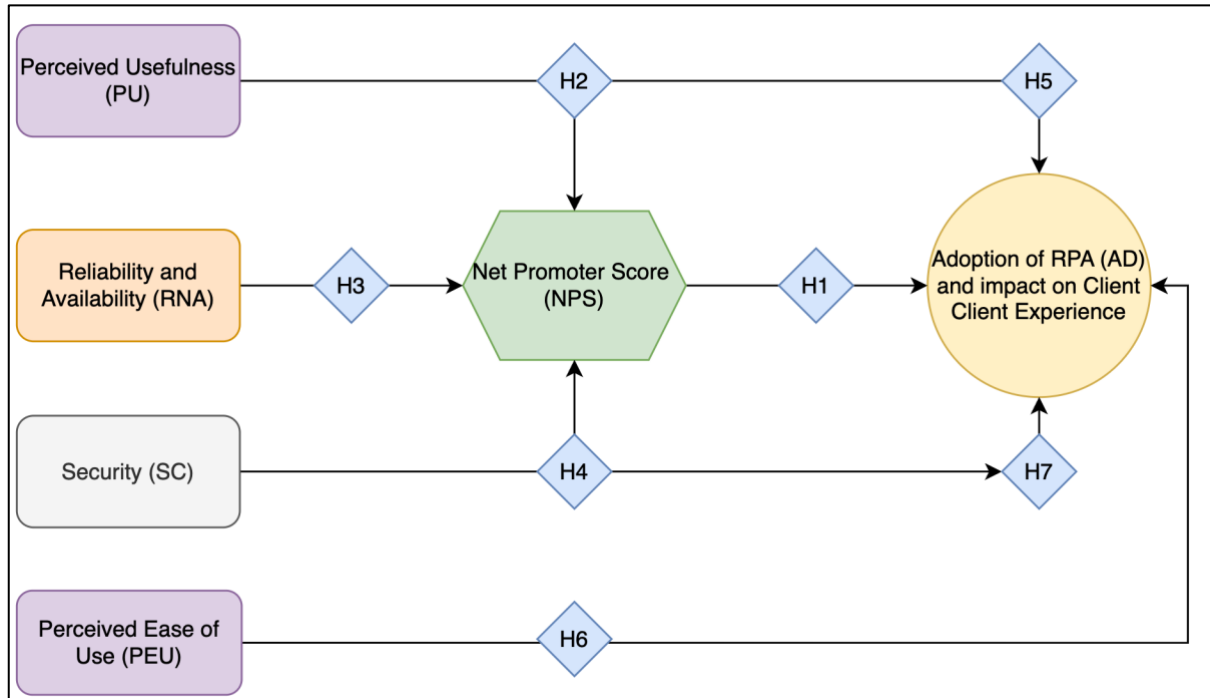 Perceived Usefulness
(PU)
H2
H5
Reliability and
Availability (RNA)
H3
Net Promoter Score
(NPS)
H1
Adoption of RPA (AD)
and impact on Client
Client Experience
Security (SC)
H4
H7
Perceived Ease of
Use (PEU)
H6